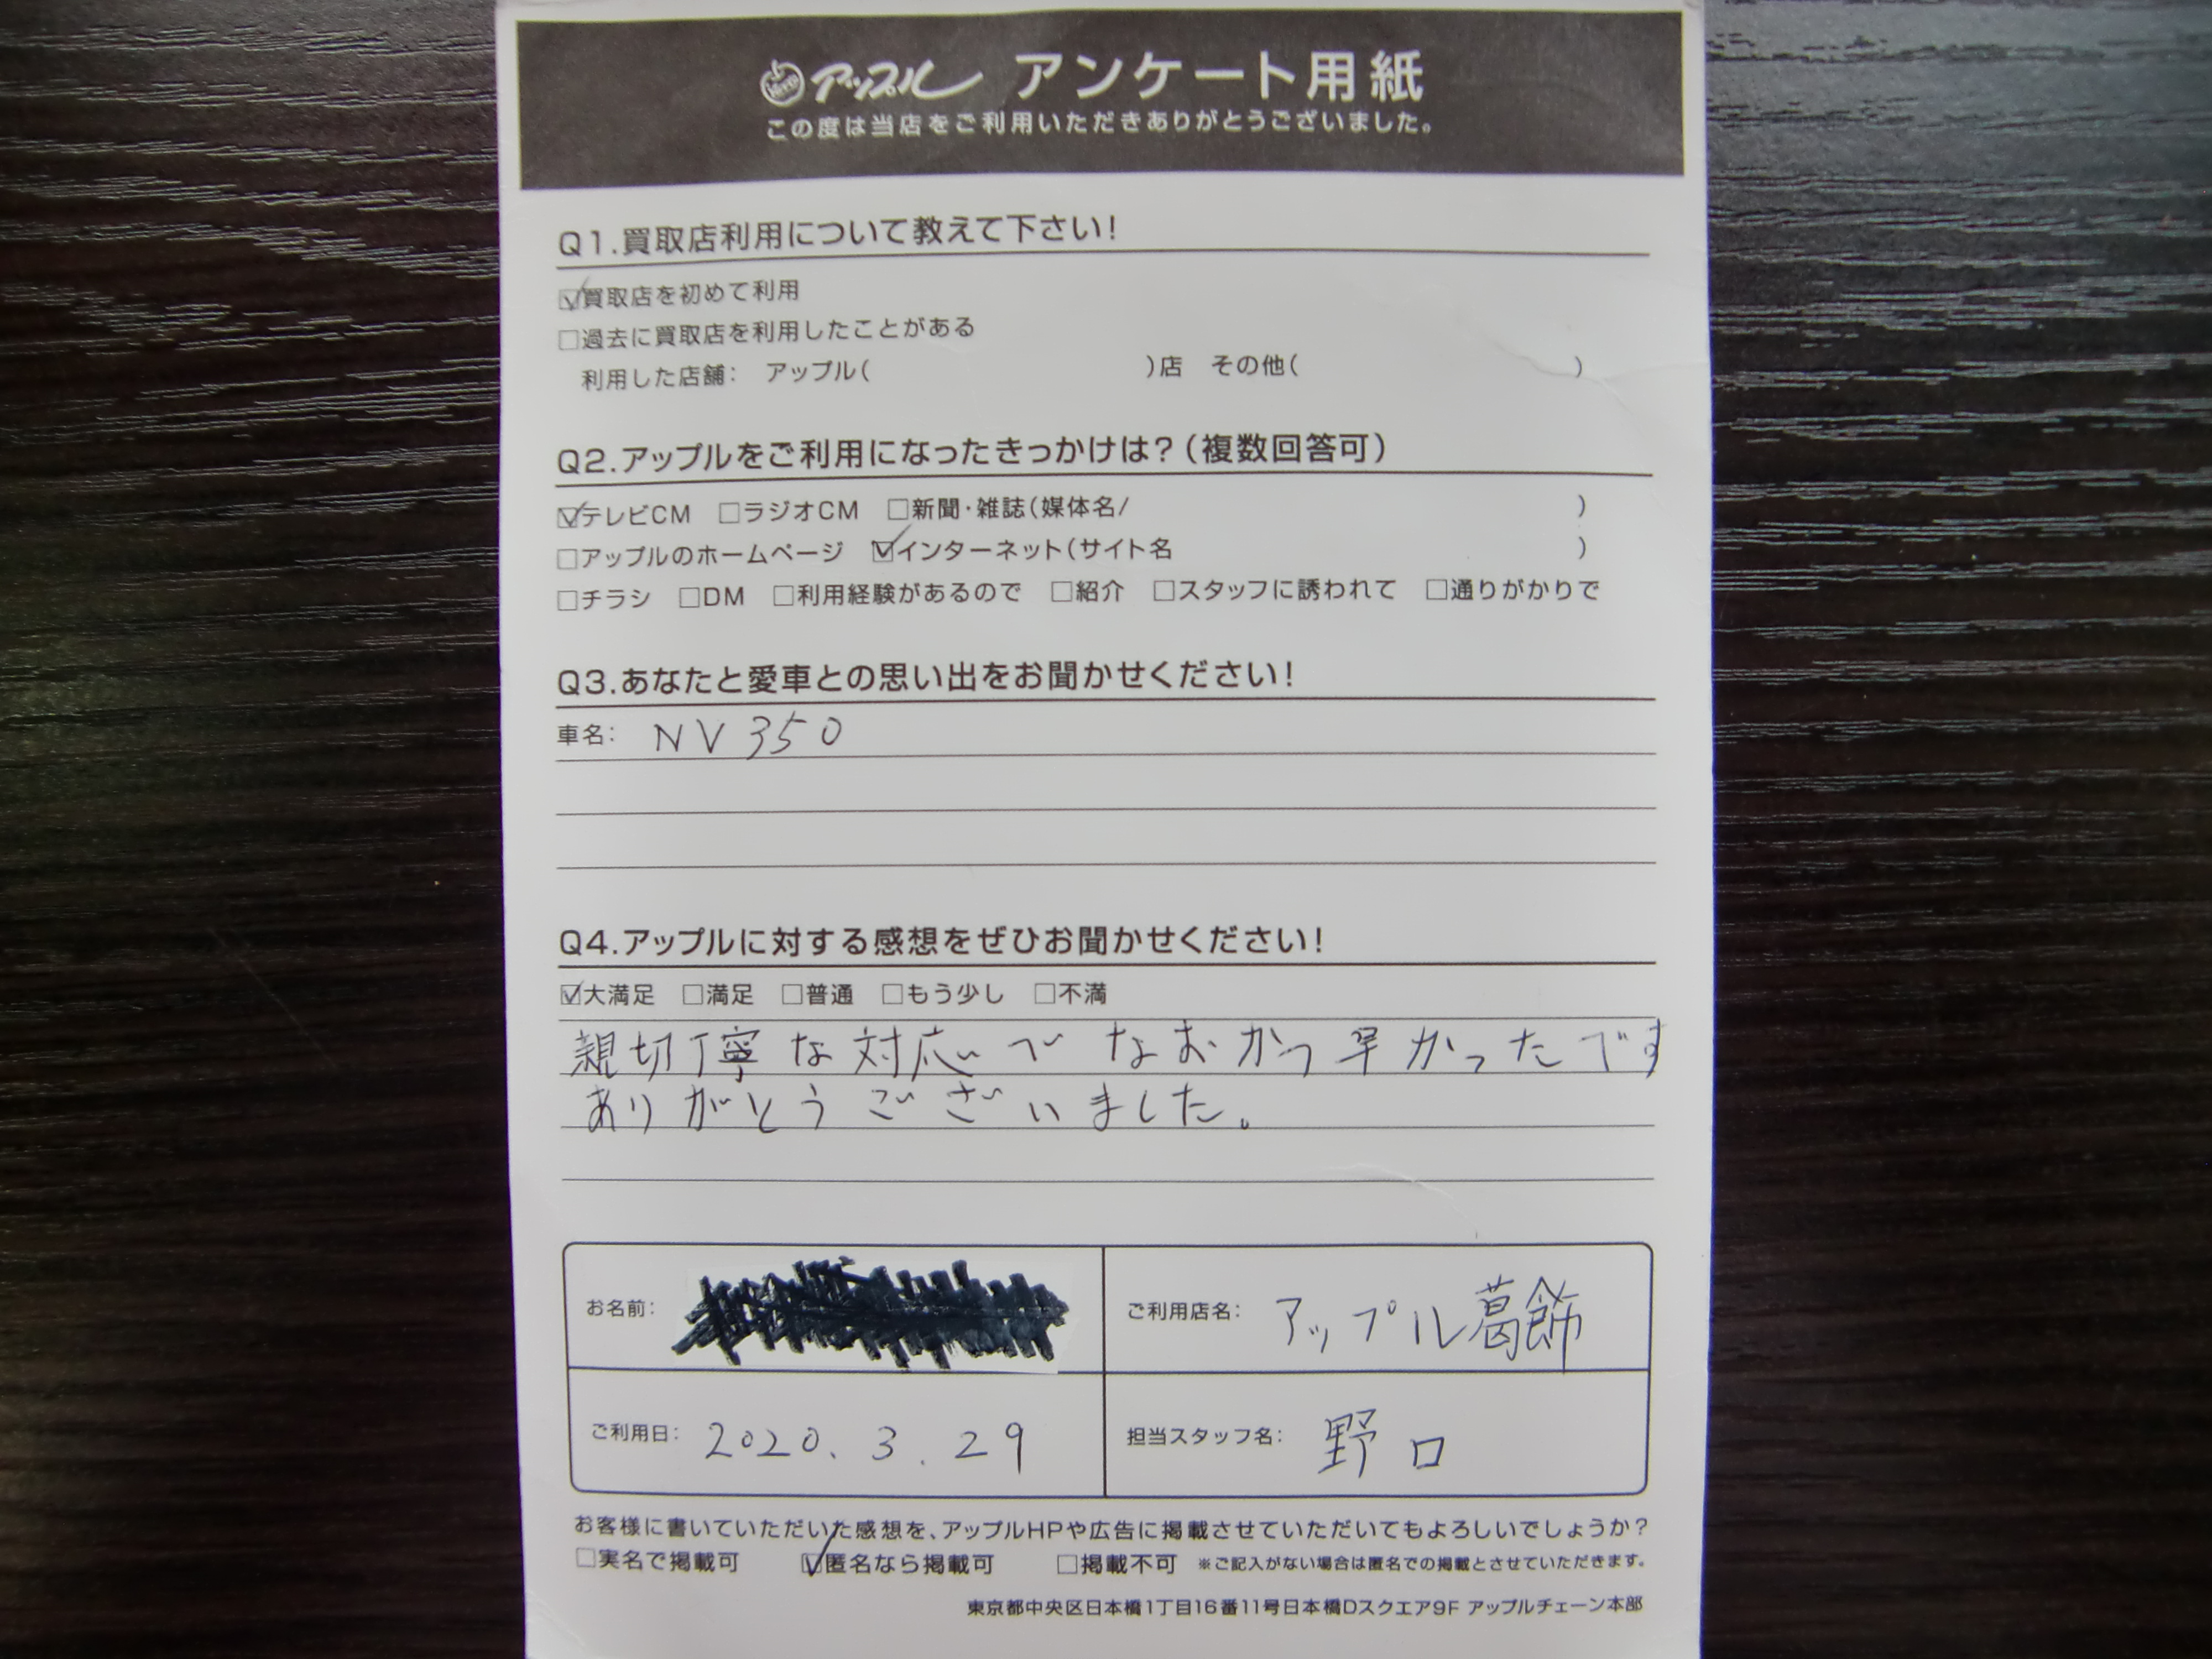 アップル アンケート用紙
この度は当店をご利用いただきありがとうございました。
Q1.買取店利用について教えて下さい!
☑買取店を初めて利用
□過去に買取店を利用したことがある
利用した店舗: アップル( )店 その他( )
Q2.アップルをご利用になったきっかけは?(複数回答可)
☑テレビCM □ラジオCM □新聞・雑誌(媒体名/ )
□アップルのホームページ ☑インターネット(サイト名 )
□チラシ □DM □利用経験があるので □紹介 □スタッフに誘われて □通りがかりで
Q3.あなたと愛車との思い出をお聞かせください!
車名: NV350
Q4.アップルに対する感想をぜひお聞かせください!
☑大満足 □満足 □普通 □もう少し □不満
親切丁寧な対応でなおかつ早かったです
ありがとうございました。
お名前:
ご利用店名: アップル葛飾
ご利用日: 2020.3.29
担当スタッフ名: 野口
お客様に書いていただいた感想を、アップルHPや広告に掲載させていただいてもよろしいでしょうか?
□実名で掲載可 ☑匿名なら掲載可 □掲載不可 ※ご記入がない場合は匿名での掲載とさせていただきます。
東京都中央区日本橋1丁目16番11号日本橋Dスクエア9F アップルチェーン本部